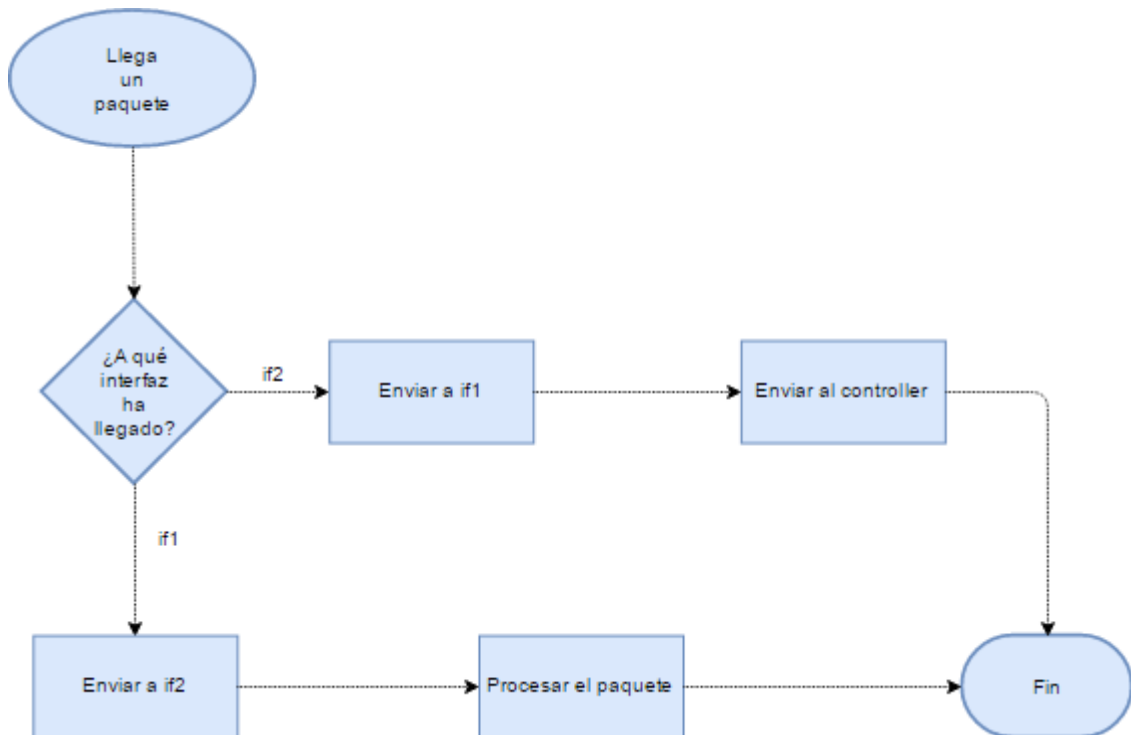 Llega
un
paquete
¿A qué
interfaz
ha
llegado?
if2
Enviar a if1
Enviar al controller
if1
Enviar a if2
Procesar el paquete
Fin